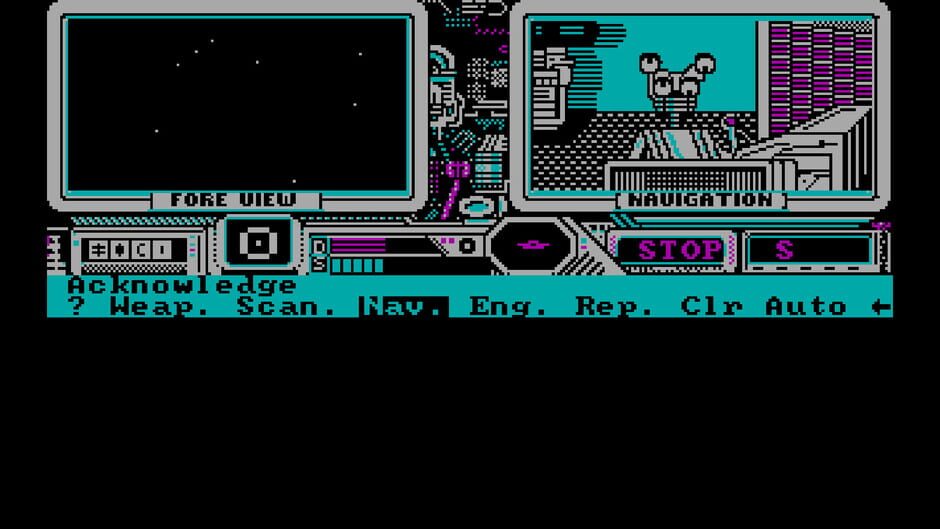 FORE VIEW
NAVIGATION
STOP
S
Acknowledge
? Weap. Scan. Nav. Eng. Rep. Clr Auto ←